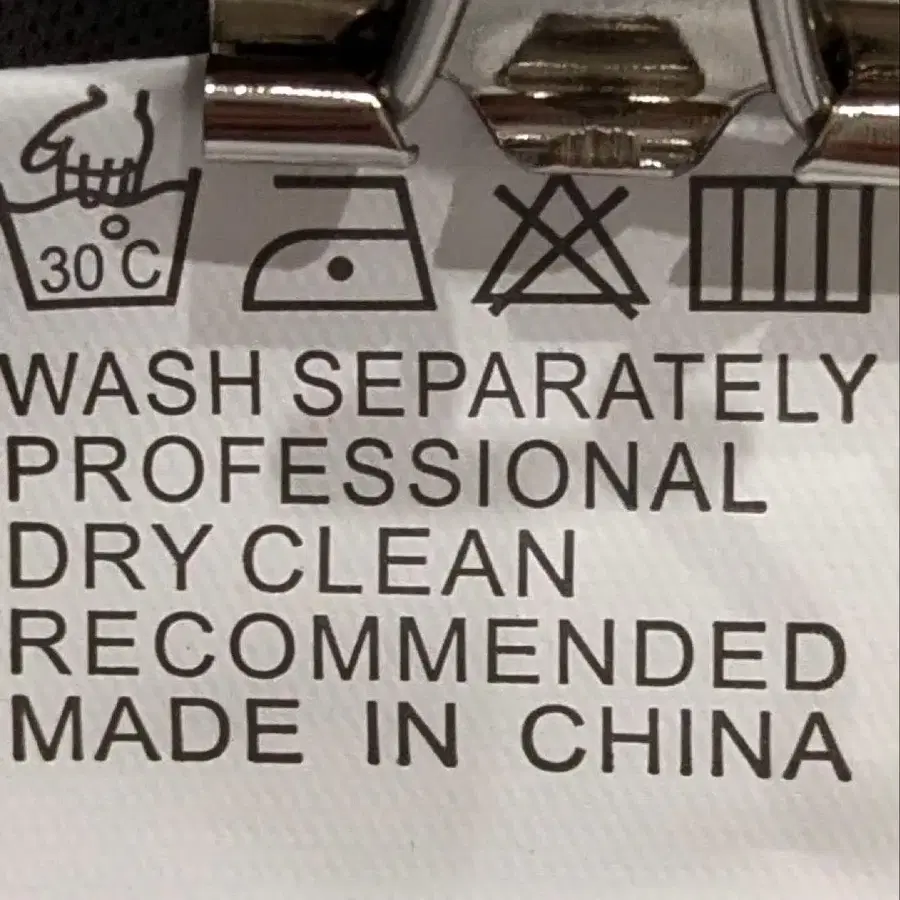 30°C
WASH SEPARATELY
PROFESSIONAL
DRY CLEAN
RECOMMENDED
MADE IN CHINA